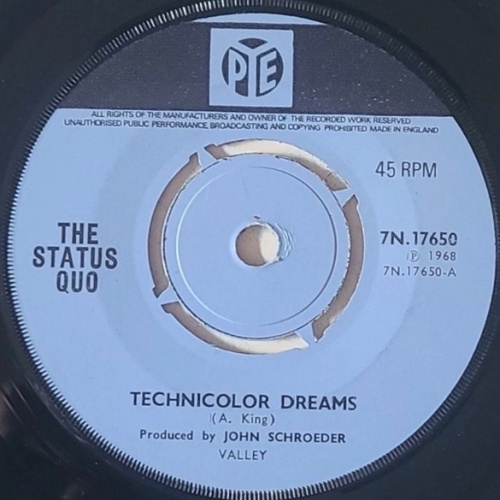 PYE
ALL RIGHTS OF THE MANUFACTURERS AND OWNER OF THE RECORDED WORK RESERVED
UNAUTHORISED PUBLIC PERFORMANCE, BROADCASTING AND COPYING PROHIBITED MADE IN ENGLAND
45 RPM
THE
STATUS
QUO
7N.17650
Ⓟ 1968
7N.17650-A
TECHNICOLOR DREAMS
(A. King)
Produced by JOHN SCHROEDER
VALLEY